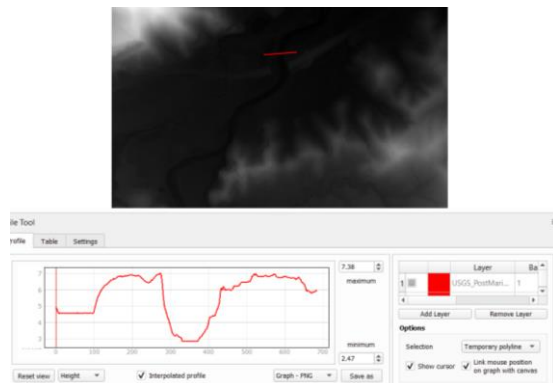 ile Tool
rofile Table Settings
7.38
maximum
7
6
5
4
3
0 100 200 300 400 500 600 700
minimum
2.47
Reset view Height Interpolated profile Graph - PNG Save as
Layer Ba
1 USGS_PostMari... 1
Add Layer Remove Layer
Options
Selection Temporary polyline
Show cursor Link mouse position
on graph with canvas